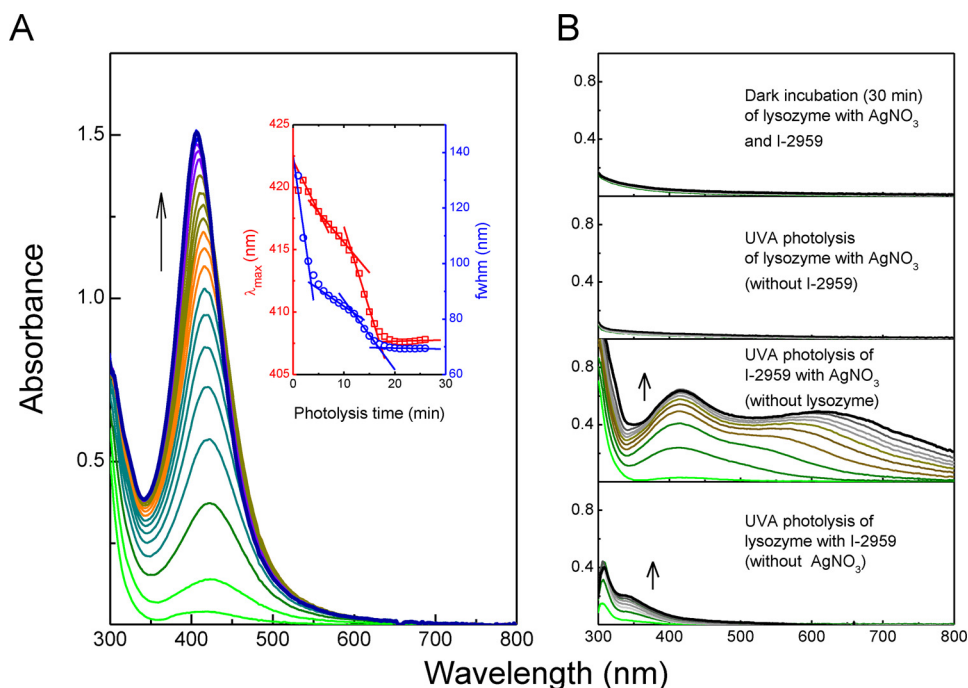 A
B
Absorbance
1.5
1.0
0.5
300
400
500
600
700
800
425
420
415
410
405
λmax (nm)
140
120
100
80
60
fwhm (nm)
0
10
20
30
Photolysis time (min)
0.8
0.4
Dark incubation (30 min)
of lysozyme with AgNO3
and I-2959
0.8
0.4
UVA photolysis
of lysozyme with AgNO3
(without I-2959)
0.8
0.4
UVA photolysis of
I-2959 with AgNO3
(without lysozyme)
0.8
0.4
UVA photolysis of
lysozyme with I-2959
(without AgNO3)
300
400
500
600
700
800
Wavelength (nm)